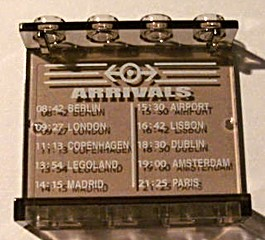 ARRIVALS
08:42 BERLIN
09:27 LONDON
11:13 COPENHAGEN
13:54 LEGOLAND
14:15 MADRID
15:30 AIRPORT
16:42 LISBON
18:30 DUBLIN
19:00 AMSTERDAM
21:25 PARIS